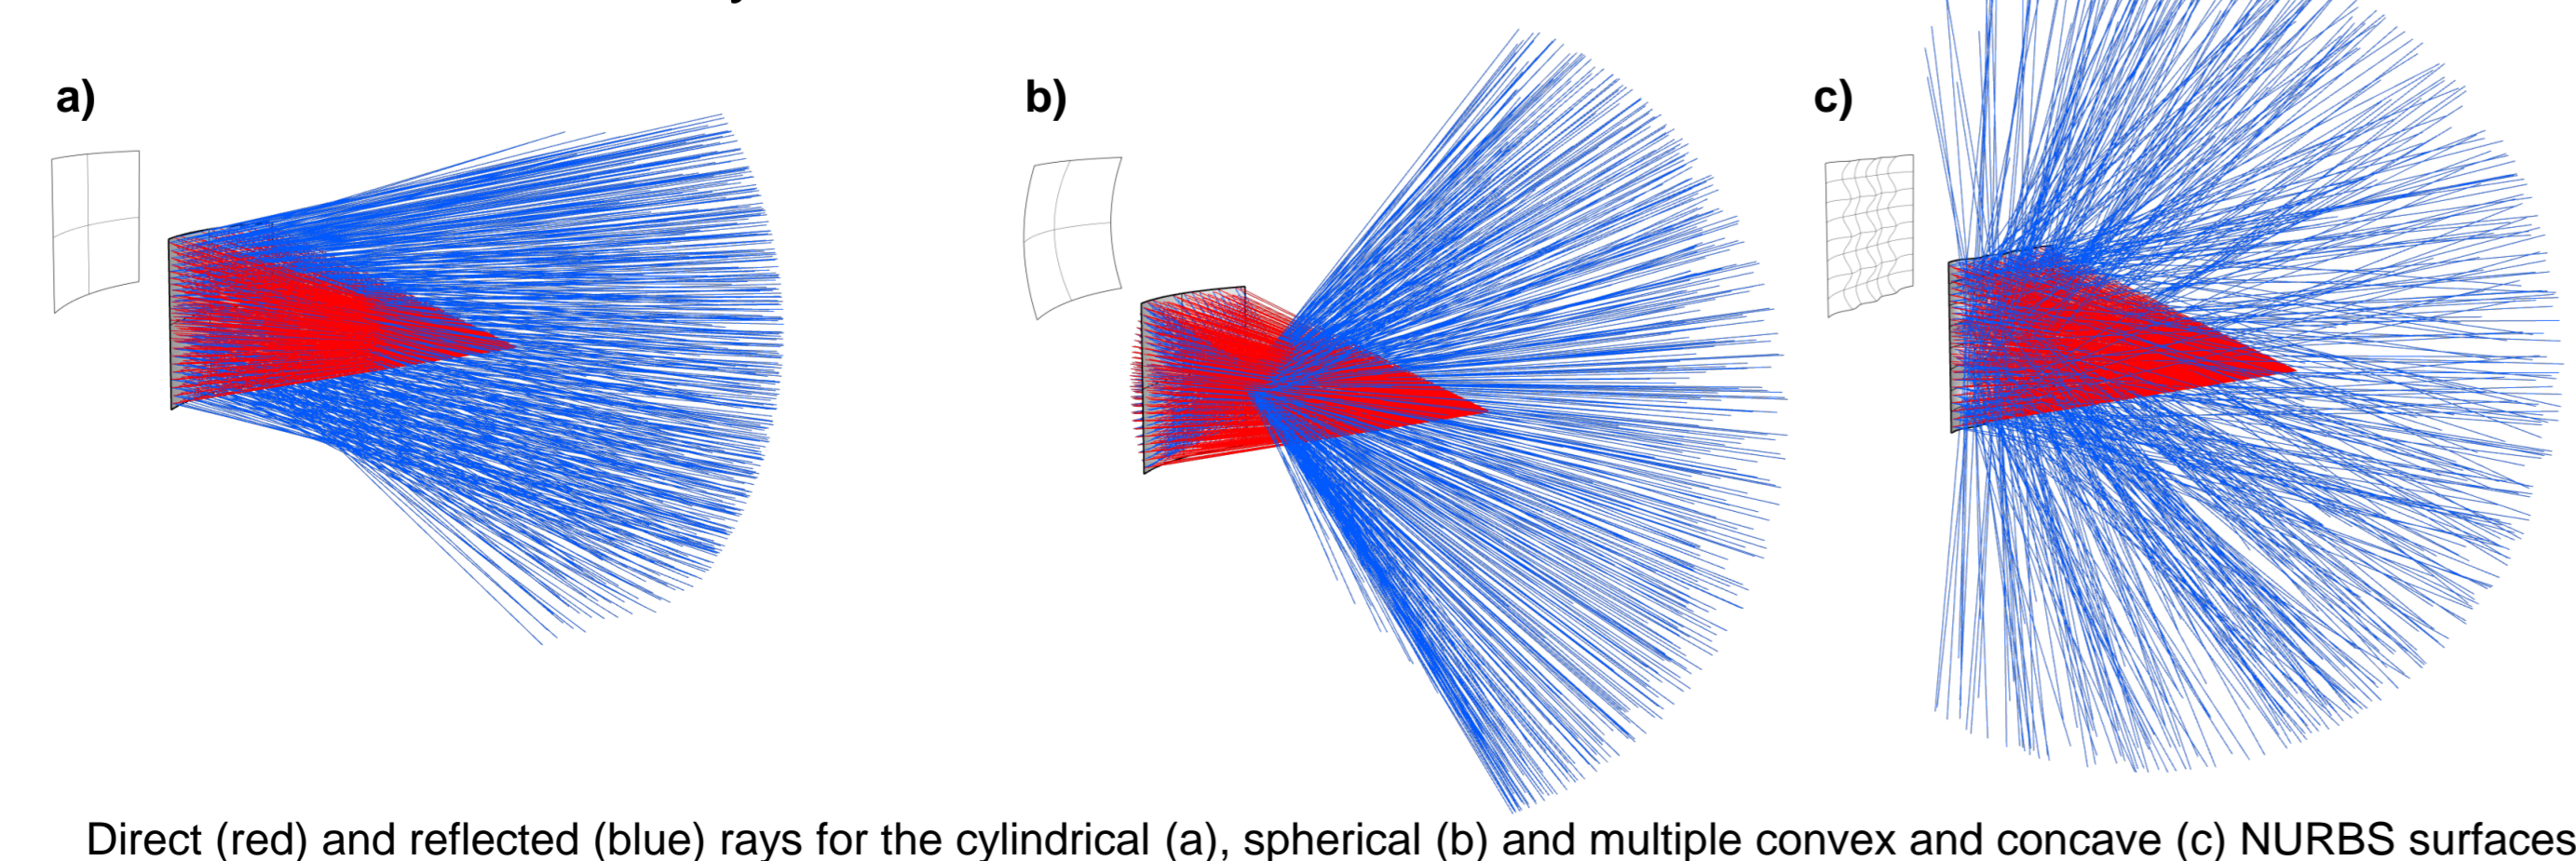 a)
b)
c)
Direct (red) and reflected (blue) rays for the cylindrical (a), spherical (b) and multiple convex and concave (c) NURBS surfaces